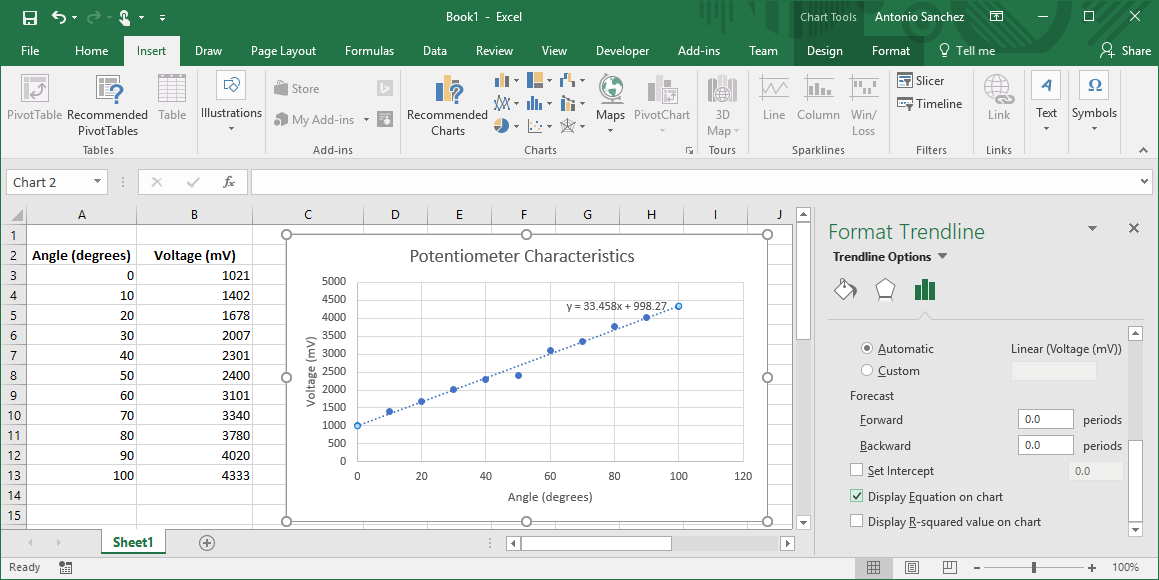 Book1 - Excel
Chart Tools
Antonio Sanchez
File Home Insert Draw Page Layout Formulas Data Review View Developer Add-ins Team Design Format Tell me Share
PivotTable
Recommended PivotTables
Table
Tables
Illustrations
Store
My Add-ins
Add-ins
Recommended Charts
Maps
PivotChart
Charts
3D Map
Tours
Line
Column
Win/ Loss
Sparklines
Slicer
Timeline
Filters
Link
Links
A
Text
Ω
Symbols
Chart 2
fx
A B C D E F G H I J
1
2 Angle (degrees) Voltage (mV)
3 0 1021
4 10 1402
5 20 1678
6 30 2007
7 40 2301
8 50 2400
9 60 3101
10 70 3340
11 80 3780
12 90 4020
13 100 4333
14
15
Potentiometer Characteristics
y = 33.458x + 998.27
Voltage (mV)
5000
4500
4000
3500
3000
2500
2000
1500
1000
500
0
0 20 40 60 80 100 120
Angle (degrees)
Format Trendline
Trendline Options
Automatic Linear (Voltage (mV))
Custom
Forecast
Forward 0.0 periods
Backward 0.0 periods
Set Intercept 0.0
Display Equation on chart
Display R-squared value on chart
Sheet1
Ready
100%